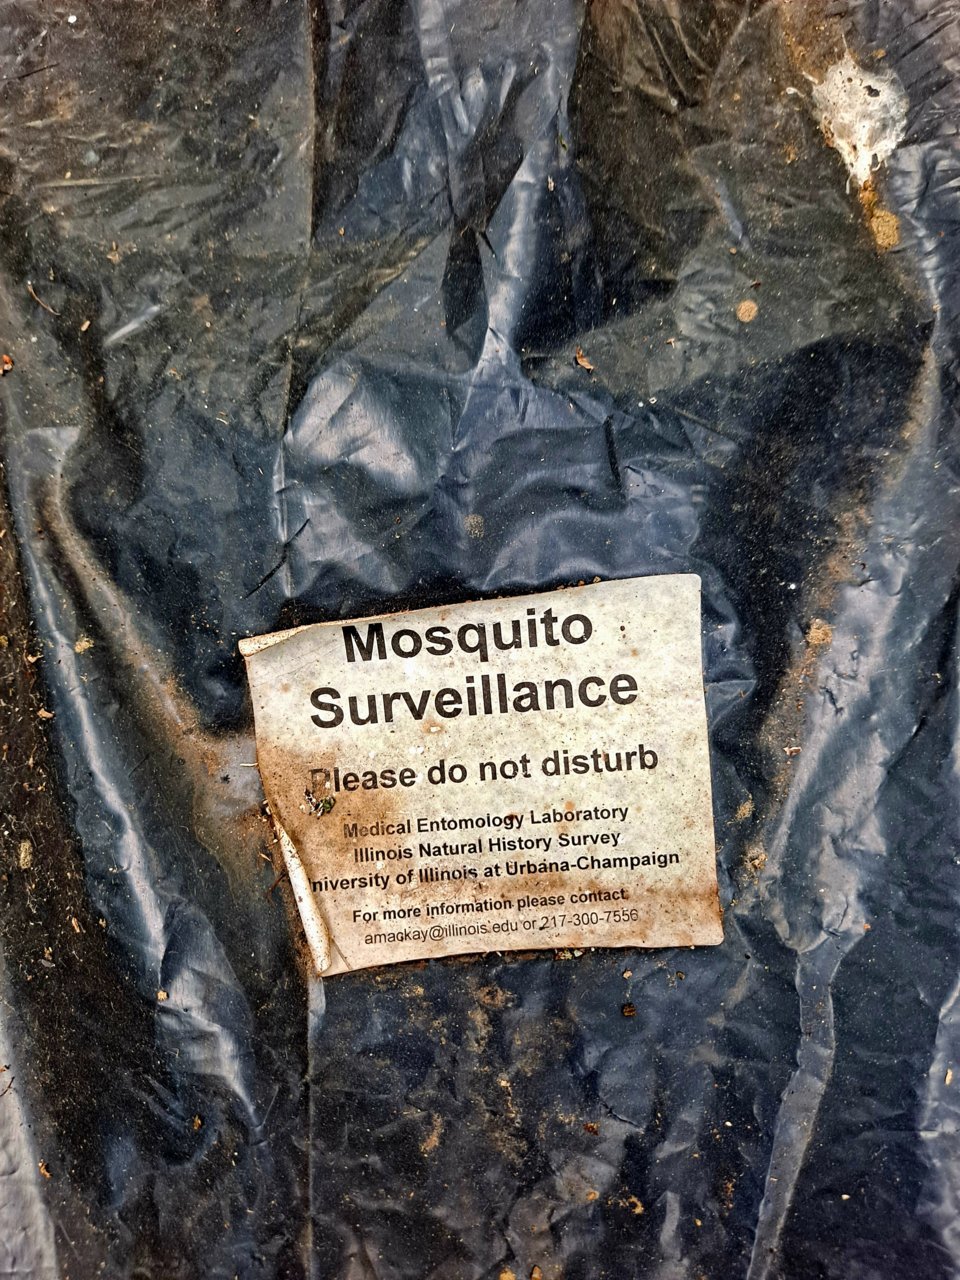 Mosquito
Surveillance
Please do not disturb
Medical Entomology Laboratory
Illinois Natural History Survey
niversity of Illinois at Urbana-Champaign
For more information please contact
amackay@illinois.edu or 217-300-7556